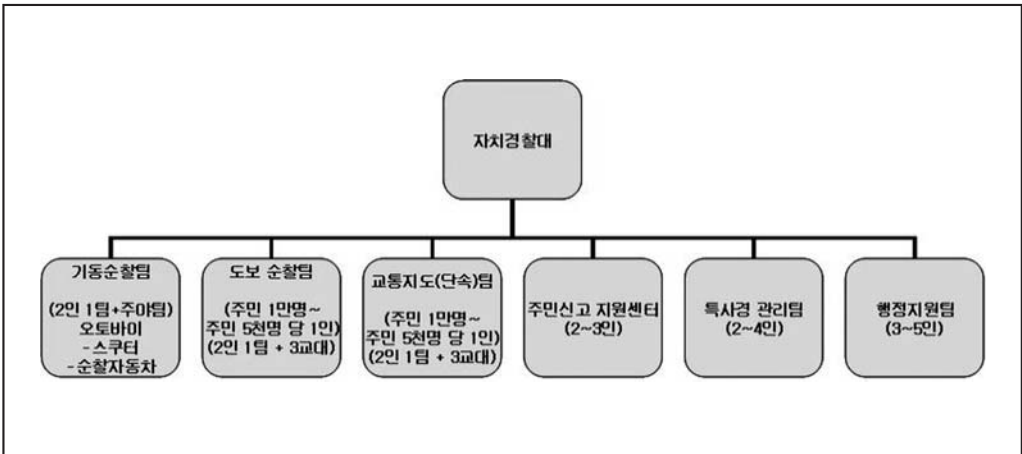 자치경찰대
기동순찰팀
(2인 1팀+주야팀)
오토바이
-스쿠터
-순찰자동차
도보 순찰팀
(주민 1만명~
주민 5천명 당 1인)
(2인 1팀 + 3교대)
교통지도(단속)팀
(주민 1만명~
주민 5천명 당 1인)
(2인 1팀 + 3교대)
주민신고 지원센터
(2~3인)
특사경 관리팀
(2~4인)
행정지원팀
(3~5인)